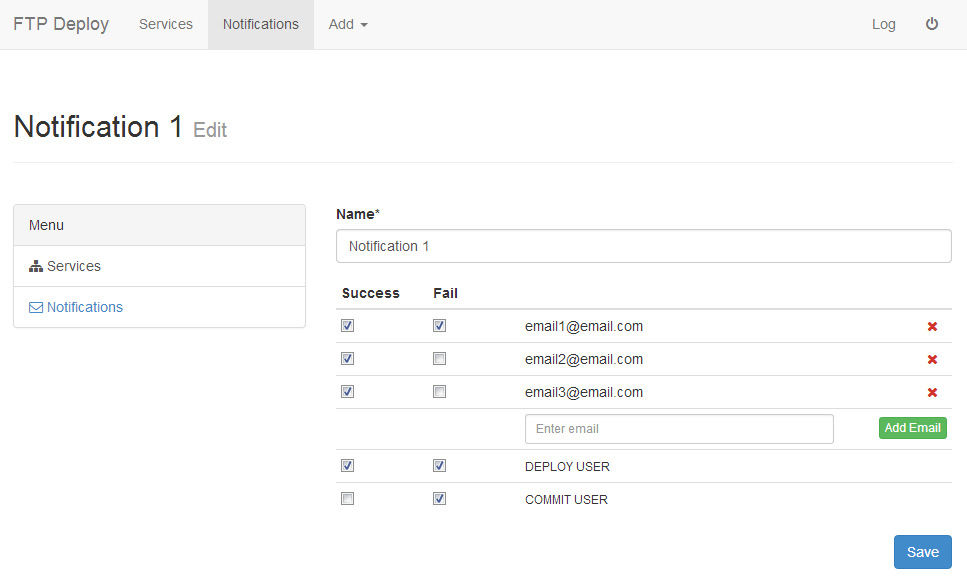 FTP Deploy Services Notifications Add Log
Notification 1 Edit
Menu
Services
Notifications
Name*
Notification 1
Success Fail
email1@email.com
email2@email.com
email3@email.com
Enter email Add Email
DEPLOY USER
COMMIT USER
Save